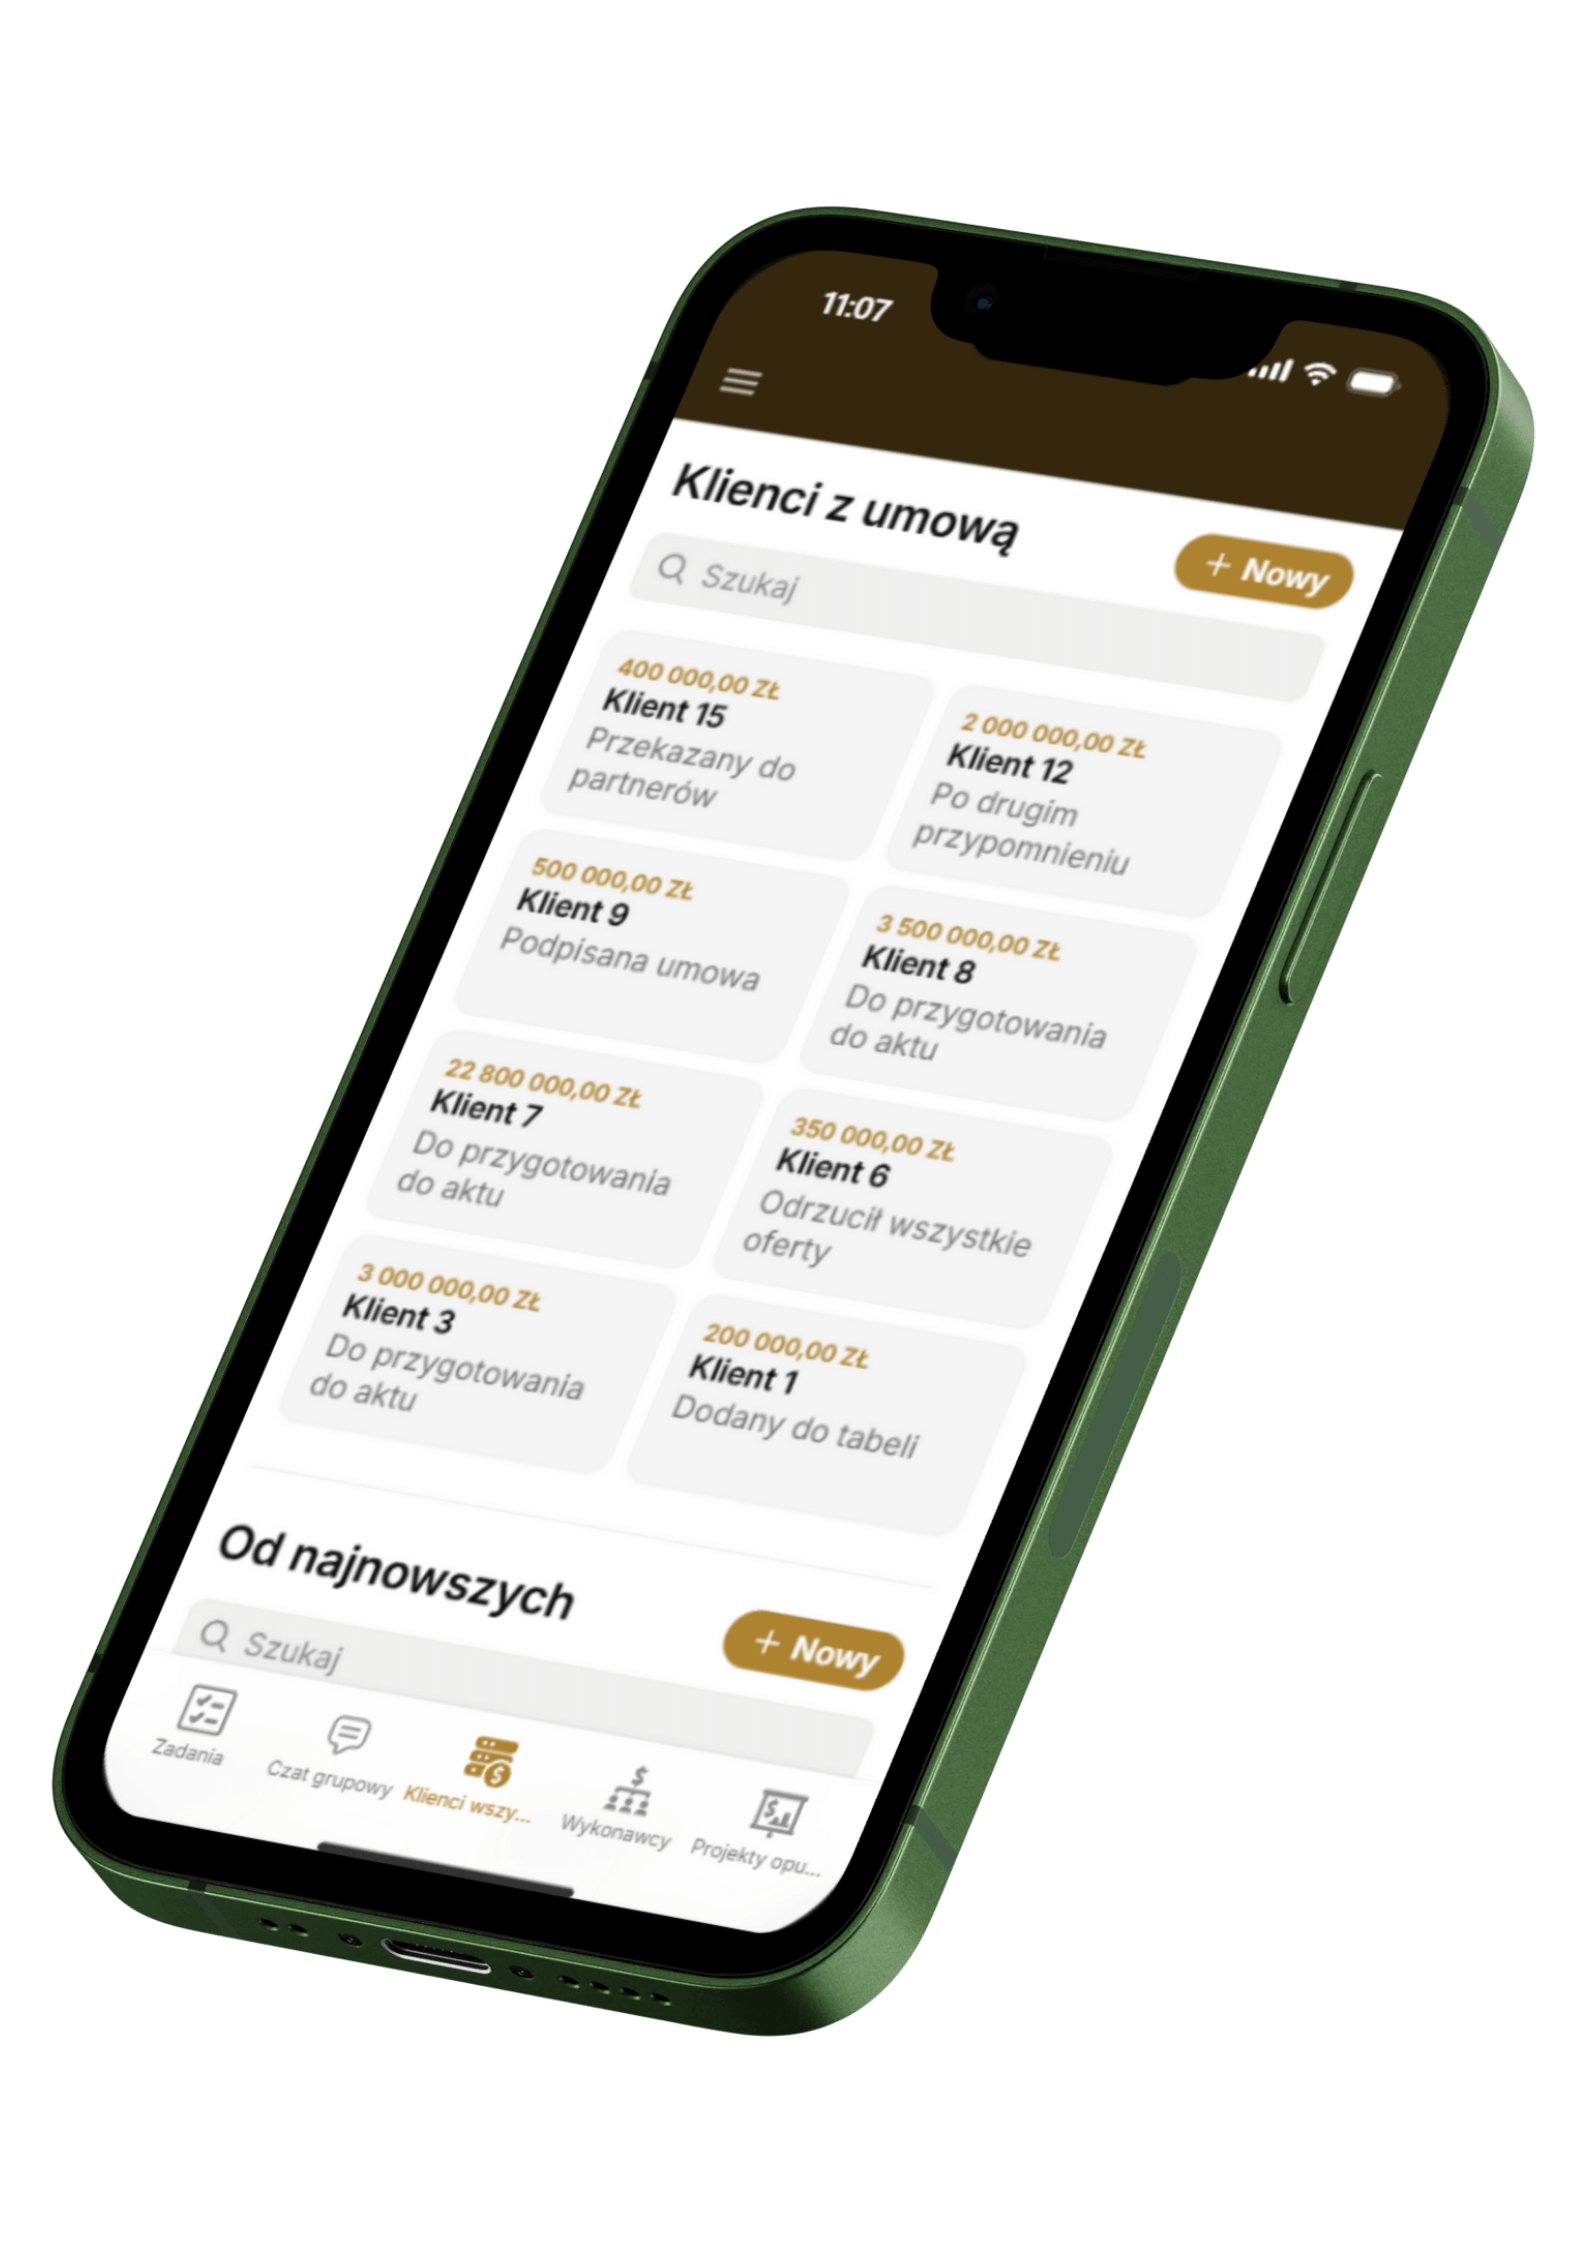 11:07
Klienci z umową
+ Nowy
Szukaj
400 000,00 ZŁ
Klient 15
Przekazany do
partnerów
2 000 000,00 ZŁ
Klient 12
Po drugim
przypomnieniu
500 000,00 ZŁ
Klient 9
Podpisana umowa
3 500 000,00 ZŁ
Klient 8
Do przygotowania
do aktu
22 800 000,00 ZŁ
Klient 7
Do przygotowania
do aktu
350 000,00 ZŁ
Klient 6
Odrzucił wszystkie
oferty
3 000 000,00 ZŁ
Klient 3
Do przygotowania
do aktu
200 000,00 ZŁ
Klient 1
Dodany do tabeli
Od najnowszych
+ Nowy
Szukaj
Zadania
Czat grupowy
Klienci wszy...
Wykonawcy
Projekty opu...